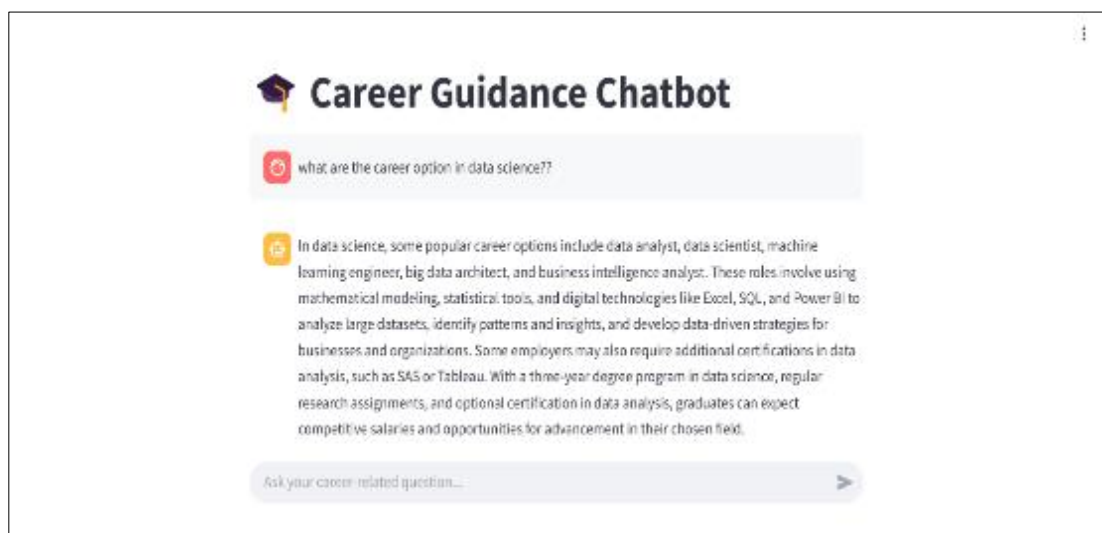 Career Guidance Chatbot
what are the career option in data science??
In data science, some popular career options include data analyst, data scientist, machine
learning engineer, big data architect, and business intelligence analyst. These roles involve using
mathematical modeling, statistical tools, and digital technologies like Excel, SQL, and Power BI to
analyze large datasets, identify patterns and insights, and develop data-driven strategies for
businesses and organizations. Some employers may also require additional certifications in data
analysis, such as SAS or Tableau. With a three-year degree program in data science, regular
research assignments, and optional certification in data analysis, graduates can expect
competitive salaries and opportunities for advancement in their chosen field.
Ask your career-related question...